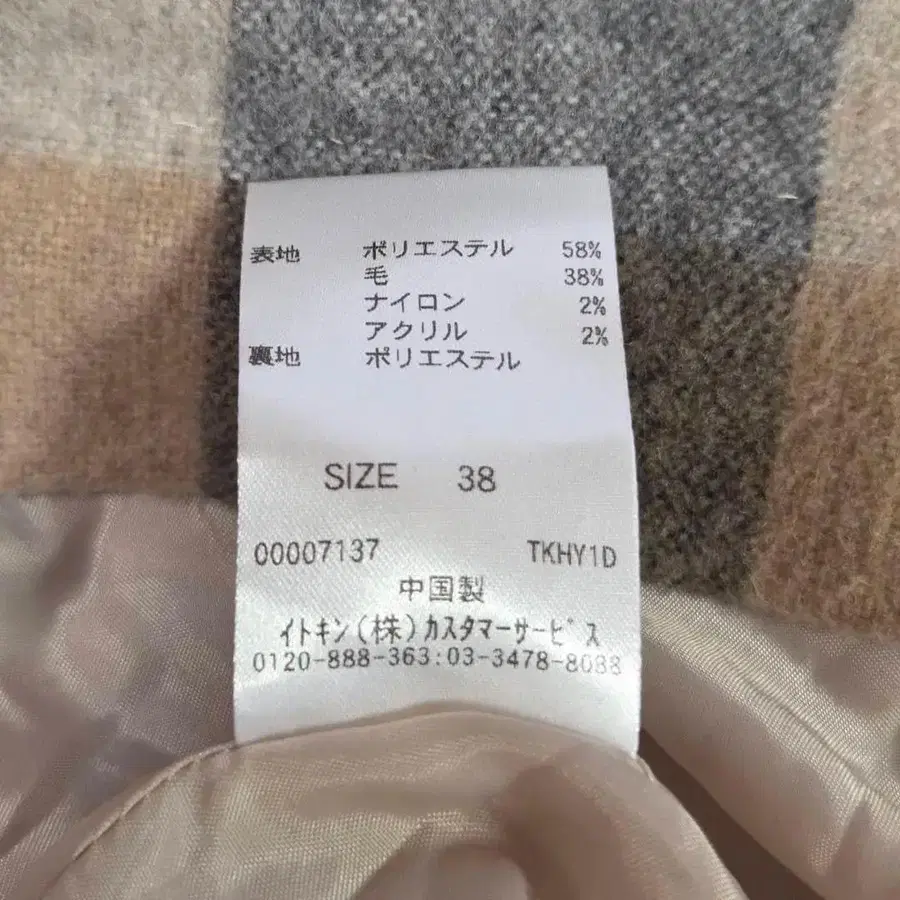 表地 ポリエステル 58%
毛 38%
ナイロン 2%
アクリル 2%
裏地 ポリエステル
SIZE 38
00007137 TKHY1D
中国製
イトキン(株)カスタマーサービス
0120-888-363:03-3478-8088